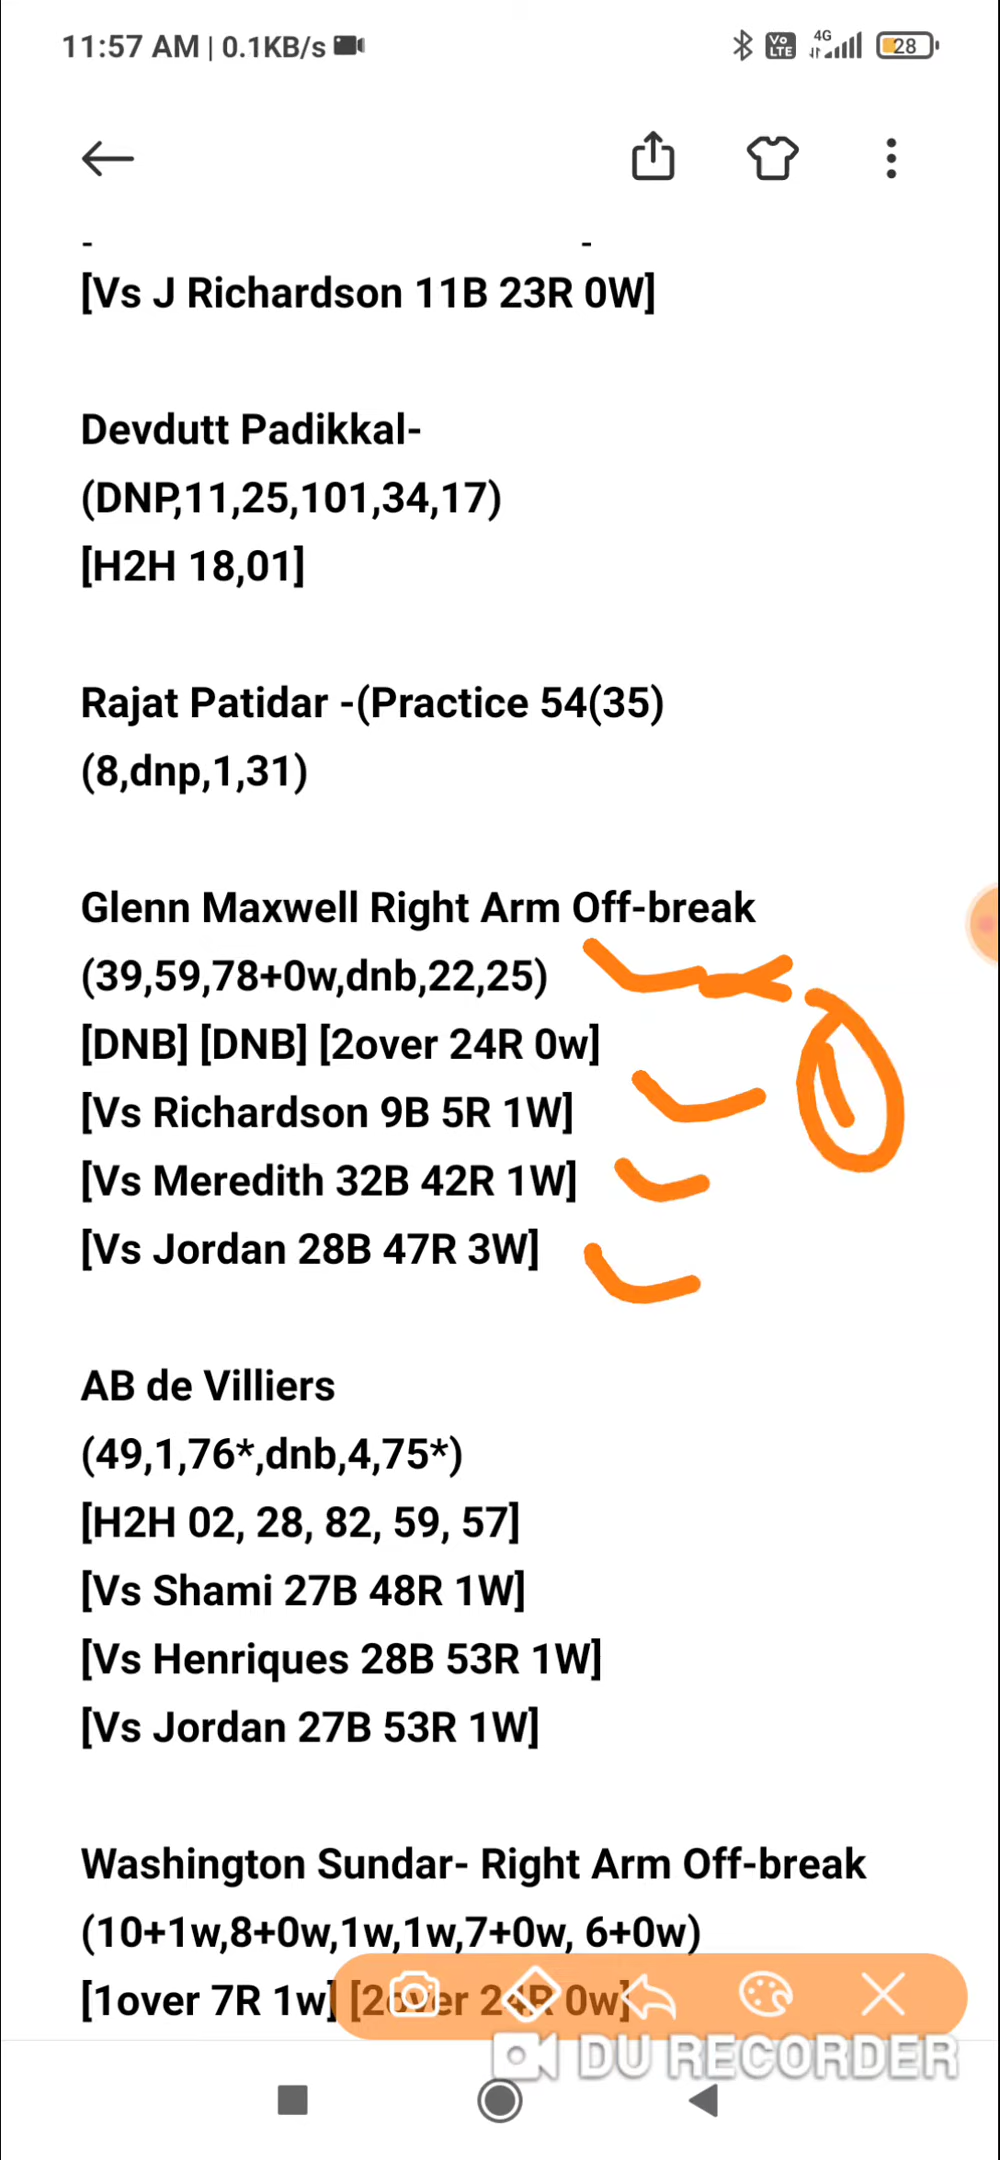 11:57 AM | 0.1KB/s
Vo LTE 4G 28
[Vs J Richardson 11B 23R 0W]
Devdutt Padikkal-
(DNP,11,25,101,34,17)
[H2H 18,01]
Rajat Patidar -(Practice 54(35)
(8,dnp,1,31)
Glenn Maxwell Right Arm Off-break
(39,59,78+0w,dnb,22,25)
[DNB] [DNB] [2over 24R 0w]
[Vs Richardson 9B 5R 1W]
[Vs Meredith 32B 42R 1W]
[Vs Jordan 28B 47R 3W]
AB de Villiers
(49,1,76*,dnb,4,75*)
[H2H 02, 28, 82, 59, 57]
[Vs Shami 27B 48R 1W]
[Vs Henriques 28B 53R 1W]
[Vs Jordan 27B 53R 1W]
Washington Sundar- Right Arm Off-break
(10+1w,8+0w,1w,1w,7+0w, 6+0w)
[1over 7R 1w] [2over 24R 0w]
DU RECORDER